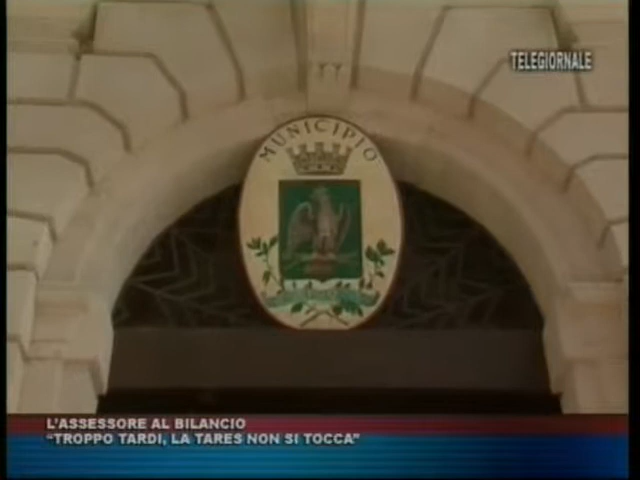 TELEGIORNALE
MUNICIPIO
L'ASSESSORE AL BILANCIO
"TROPPO TARDI, LA TARES NON SI TOCCA"